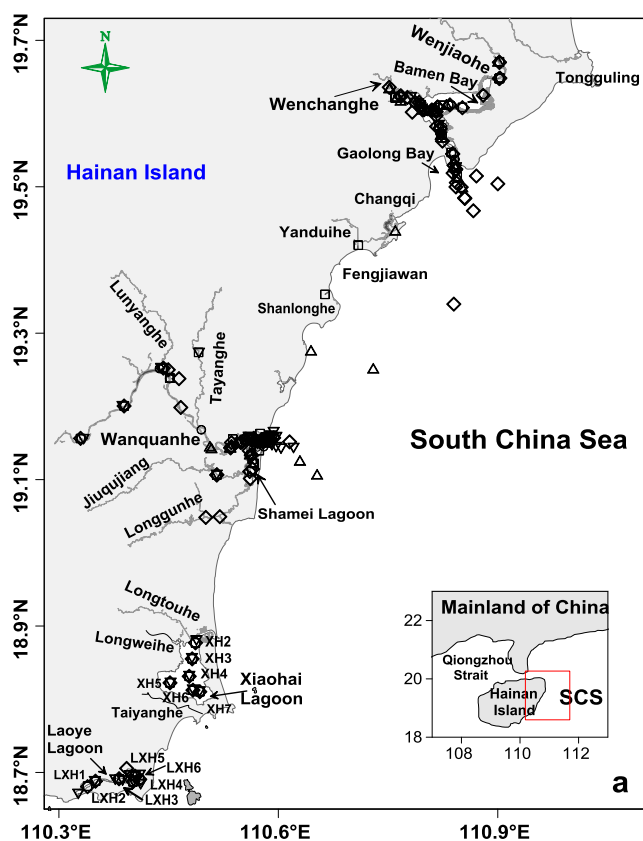 19.7°N
N
Wenjiaohe
Bamen Bay
Tongguling
Wenchanghe
Hainan Island
Gaolong Bay
19.5°N
Changqi
Yanduihe
Fengjiawan
Lunyanghe
Shanlonghe
19.3°N
Tayanghe
Wanquanhe
South China Sea
Jiuqujiang
19.1°N
Shamei Lagoon
Longgunhe
Longtouhe
18.9°N
Longweihe
XH2
XH3
XH4
XH5
XH6
XH7
Xiaohai
Lagoon
Taiyanghe
Laoye
Lagoon
LXH5
LXH1
LXH6
LXH4
LXH2
LXH3
18.7°N
Mainland of China
22
Qiongzhou
Strait
20
Hainan
Island
SCS
18
108
110
112
a
110.3°E
110.6°E
110.9°E